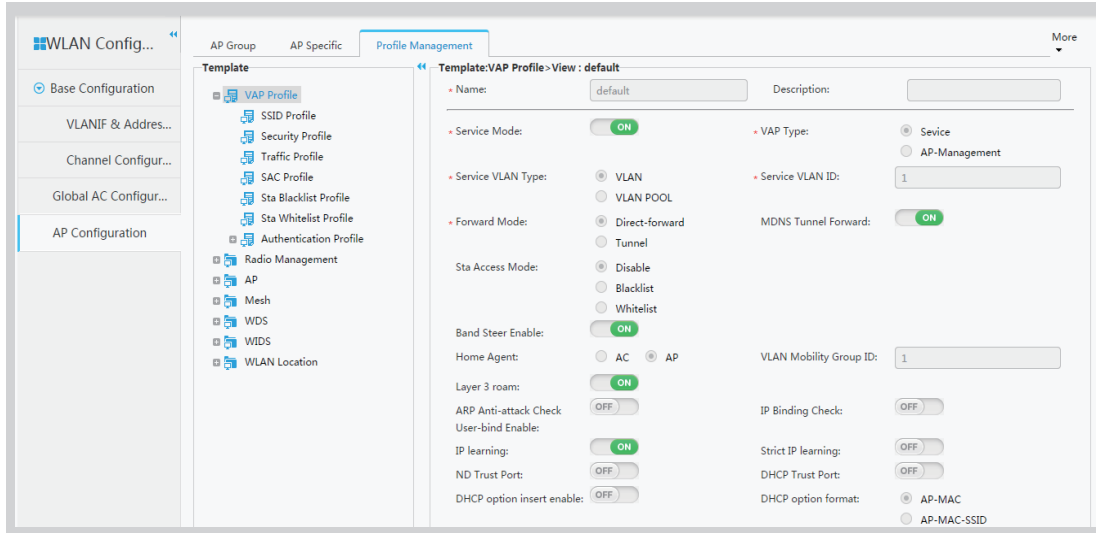 WLAN Config...
AP Group AP Specific Profile Management More
Template
Template:VAP Profile>View : default
Base Configuration
VLANIF & Addres...
Channel Configur...
Global AC Configur...
AP Configuration
VAP Profile
SSID Profile
Security Profile
Traffic Profile
SAC Profile
Sta Blacklist Profile
Sta Whitelist Profile
Authentication Profile
Radio Management
AP
Mesh
WDS
WIDS
WLAN Location
* Name: default Description:
* Service Mode: ON * VAP Type: Sevice
AP-Management
* Service VLAN Type: VLAN * Service VLAN ID: 1
VLAN POOL
* Forward Mode: Direct-forward MDNS Tunnel Forward: ON
Tunnel
Sta Access Mode: Disable
Blacklist
Whitelist
Band Steer Enable: ON
Home Agent: AC AP VLAN Mobility Group ID: 1
Layer 3 roam: ON
ARP Anti-attack Check OFF IP Binding Check: OFF
User-bind Enable:
IP learning: ON Strict IP learning: OFF
ND Trust Port: OFF DHCP Trust Port: OFF
DHCP option insert enable: OFF DHCP option format: AP-MAC
AP-MAC-SSID